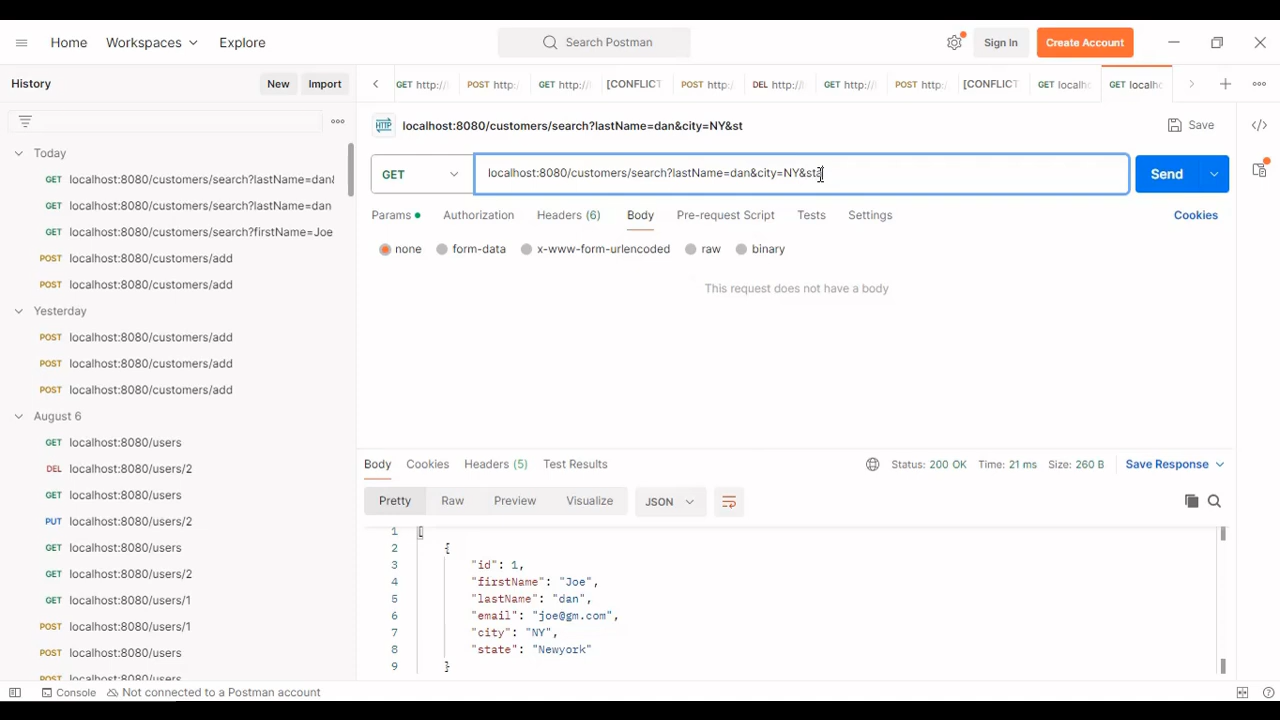 Home Workspaces Explore Search Postman Sign In Create Account
History New Import
GET http:// POST http: GET http:// [CONFLICT POST http: DEL http:// GET http:// POST http: [CONFLICT GET localh GET localh
localhost:8080/customers/search?lastName=dan&city=NY&st Save
GET localhost:8080/customers/search?lastName=dan&city=NY&sta Send
Params Authorization Headers (6) Body Pre-request Script Tests Settings Cookies
none form-data x-www-form-urlencoded raw binary
This request does not have a body
Today
localhost:8080/customers/search?lastName=dan&
GET localhost:8080/customers/search?lastName=dan
GET localhost:8080/customers/search?firstName=Joe
POST localhost:8080/customers/add
POST localhost:8080/customers/add
Yesterday
POST localhost:8080/customers/add
POST localhost:8080/customers/add
POST localhost:8080/customers/add
August 6
GET localhost:8080/users
DEL localhost:8080/users/2
GET localhost:8080/users
PUT localhost:8080/users/2
GET localhost:8080/users
GET localhost:8080/users/2
GET localhost:8080/users/1
POST localhost:8080/users/1
POST localhost:8080/users
POST localhost:8080/users
Body Cookies Headers (5) Test Results Status: 200 OK Time: 21 ms Size: 260 B Save Response
Pretty Raw Preview Visualize JSON
1 [
2 {
3 "id": 1,
4 "firstName": "Joe",
5 "lastName": "dan",
6 "email": "joe@gm.com",
7 "city": "NY",
8 "state": "Newyork"
9 }
Console Not connected to a Postman account